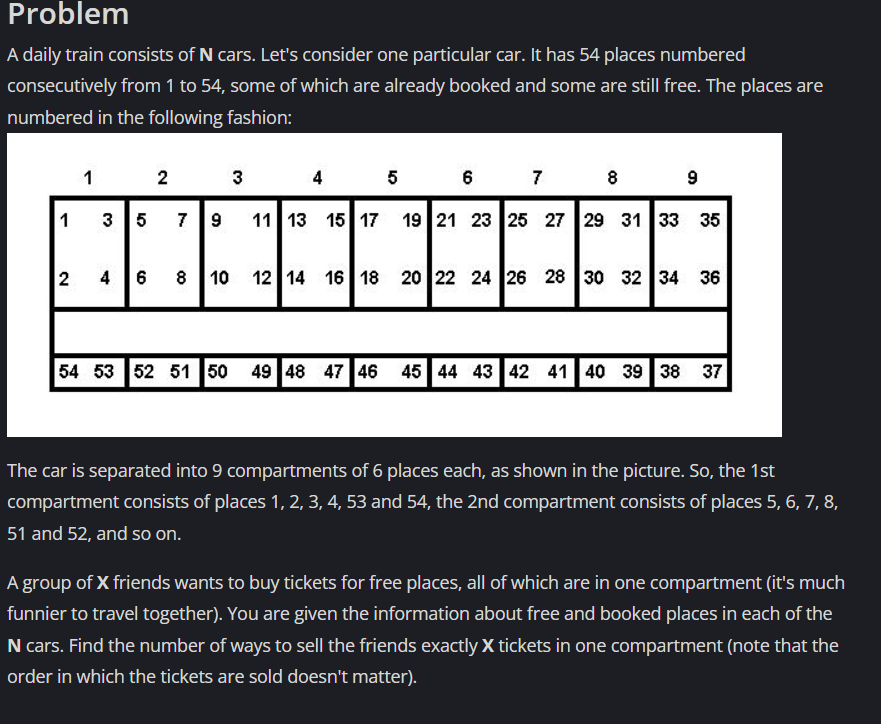 Problem
A daily train consists of N cars. Let's consider one particular car. It has 54 places numbered
consecutively from 1 to 54, some of which are already booked and some are still free. The places are
numbered in the following fashion:
1 2 3 4 5 6 7 8 9
1 3 5 7 9 11 13 15 17 19 21 23 25 27 29 31 33 35
2 4 6 8 10 12 14 16 18 20 22 24 26 28 30 32 34 36
54 53 52 51 50 49 48 47 46 45 44 43 42 41 40 39 38 37
The car is separated into 9 compartments of 6 places each, as shown in the picture. So, the 1st
compartment consists of places 1, 2, 3, 4, 53 and 54, the 2nd compartment consists of places 5, 6, 7, 8,
51 and 52, and so on.
A group of X friends wants to buy tickets for free places, all of which are in one compartment (it's much
funnier to travel together). You are given the information about free and booked places in each of the
N cars. Find the number of ways to sell the friends exactly X tickets in one compartment (note that the
order in which the tickets are sold doesn't matter).